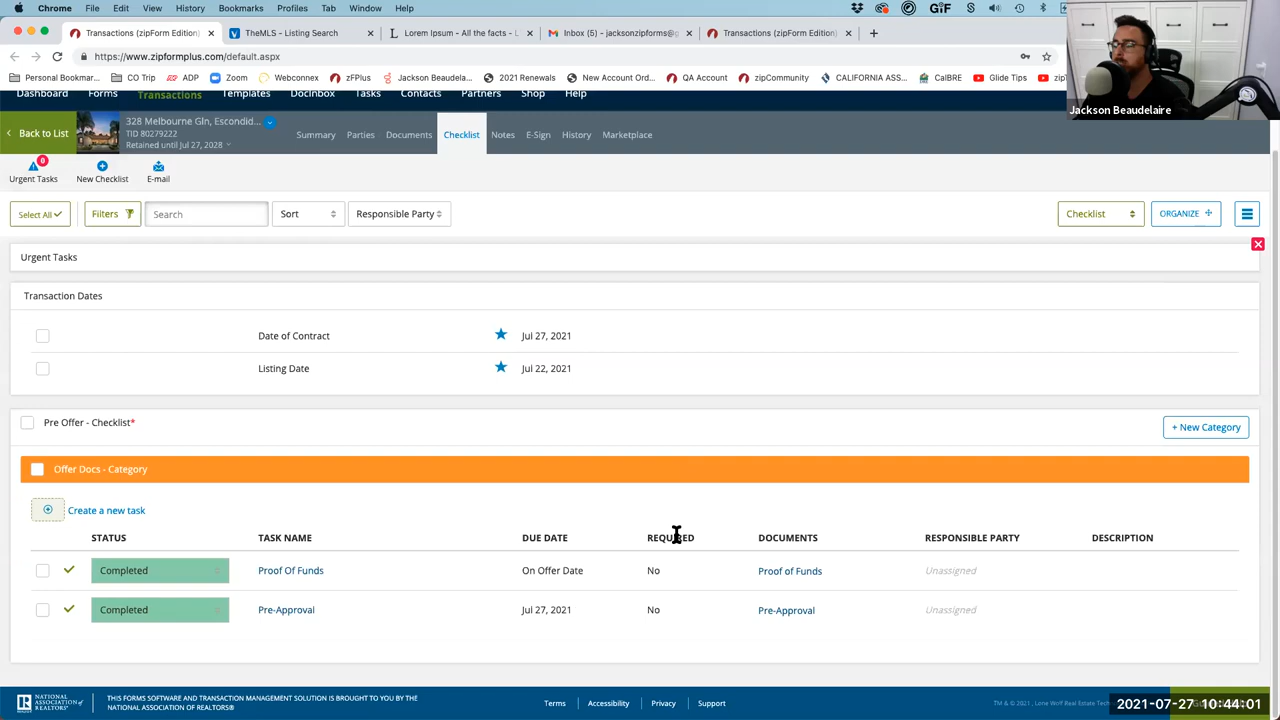 Chrome File Edit View History Bookmarks Profiles Tab Window Help GIF
Transactions (zipForm Edition) TheMLS - Listing Search Lorem Ipsum - All the facts - L Inbox (5) - jacksonzipforms@g Transactions (zipForm Edition)
https://www.zipformplus.com/default.aspx
Personal Bookmar... CO Trip ADP Zoom Webconnex zFPlus Jackson Beaudelaire... 2021 Renewals New Account Ord... QA Account zipCommunity CALIFORNIA ASS... CalBRE Glide Tips
Jackson Beaudelaire
Dashboard Forms Transactions Templates DocInbox Tasks Contacts Partners Shop Help
Back to List
328 Melbourne Gln, Escondid...
TID 80279222
Retained until Jul 27, 2028
Summary Parties Documents Checklist Notes E-Sign History Marketplace
0
Urgent Tasks New Checklist E-mail
Select All Filters Search Sort Responsible Party Checklist ORGANIZE
Urgent Tasks
Transaction Dates
Date of Contract Jul 27, 2021
Listing Date Jul 22, 2021
Pre Offer - Checklist* + New Category
Offer Docs - Category
Create a new task
STATUS TASK NAME DUE DATE REQUIRED DOCUMENTS RESPONSIBLE PARTY DESCRIPTION
Completed Proof Of Funds On Offer Date No Proof of Funds Unassigned
Completed Pre-Approval Jul 27, 2021 No Pre-Approval Unassigned
NATIONAL ASSOCIATION of REALTORS®
THIS FORMS SOFTWARE AND TRANSACTION MANAGEMENT SOLUTION IS BROUGHT TO YOU BY THE
NATIONAL ASSOCIATION OF REALTORS®
Terms Accessibility Privacy Support
TM & © 2021, Lone Wolf Real Estate Tech
2021-07-27 10:44:01